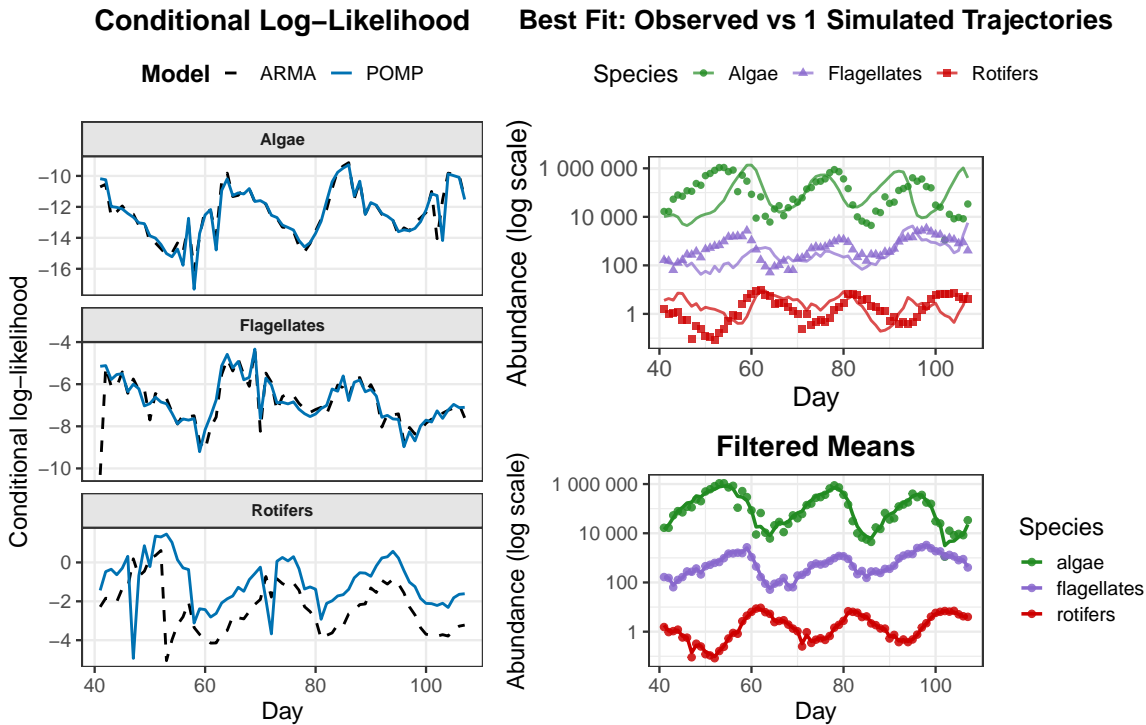 Conditional Log−Likelihood
Model ARMA POMP
Conditional log−likelihood
Algae
−10
−12
−14
−16
Flagellates
−4
−6
−8
−10
Rotifers
0
−2
−4
40 60 80 100
Day
Best Fit: Observed vs 1 Simulated Trajectories
Species Algae Flagellates Rotifers
Abundance (log scale)
1 000 000
10 000
100
1
40 60 80 100
Day
Filtered Means
Abundance (log scale)
1 000 000
10 000
100
1
40 60 80 100
Day
Species
algae
flagellates
rotifers